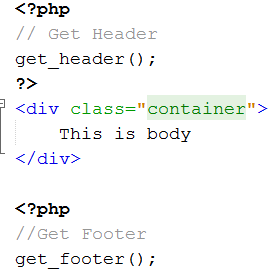 <?php
// Get Header
get_header();
?>
<div class="container">
    This is body
</div>

<?php
//Get Footer
get_footer();